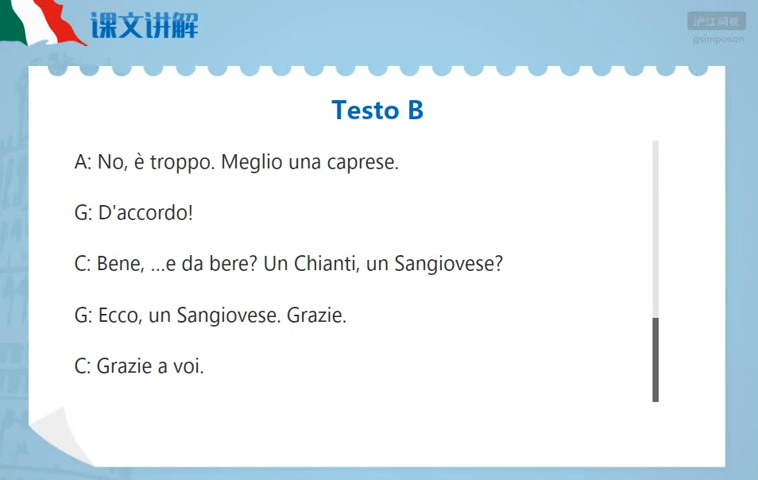 课文讲解
沪江网校
gsimposon
Testo B
A: No, è troppo. Meglio una caprese.
G: D'accordo!
C: Bene, ...e da bere? Un Chianti, un Sangiovese?
G: Ecco, un Sangiovese. Grazie.
C: Grazie a voi.